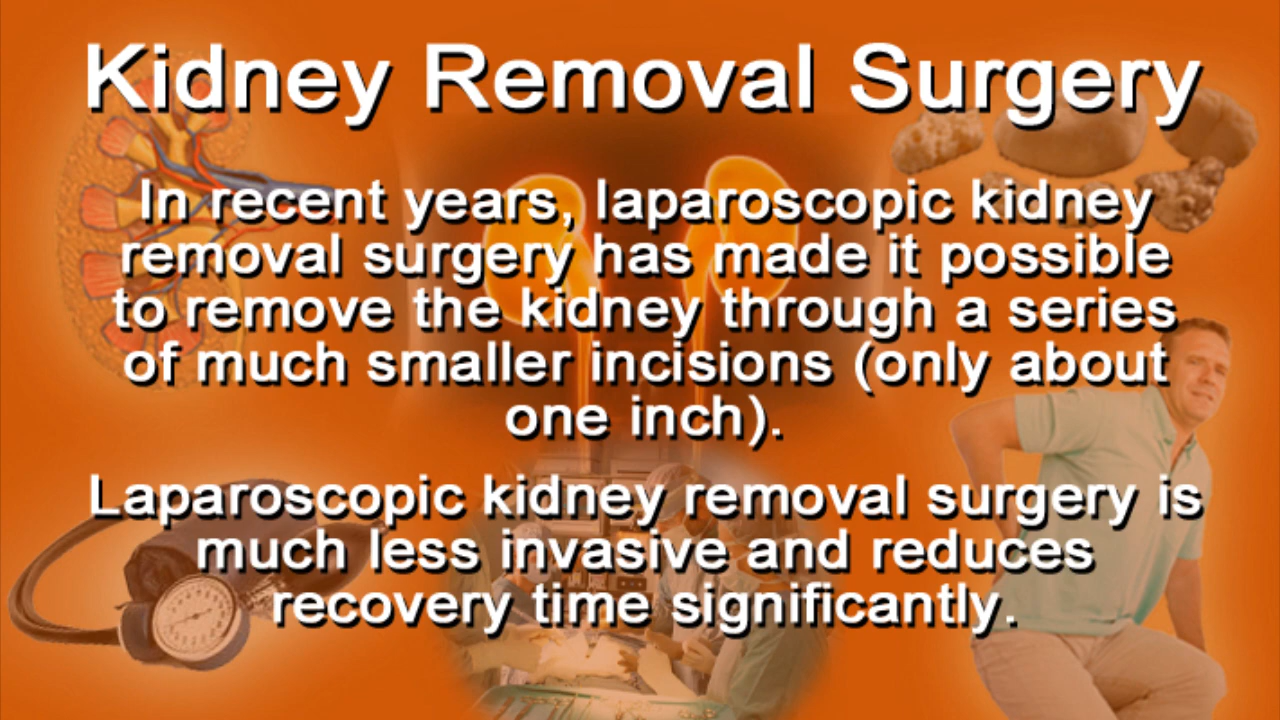 Kidney Removal Surgery
In recent years, laparoscopic kidney
removal surgery has made it possible
to remove the kidney through a series
of much smaller incisions (only about
one inch).
Laparoscopic kidney removal surgery is
much less invasive and reduces
recovery time significantly.